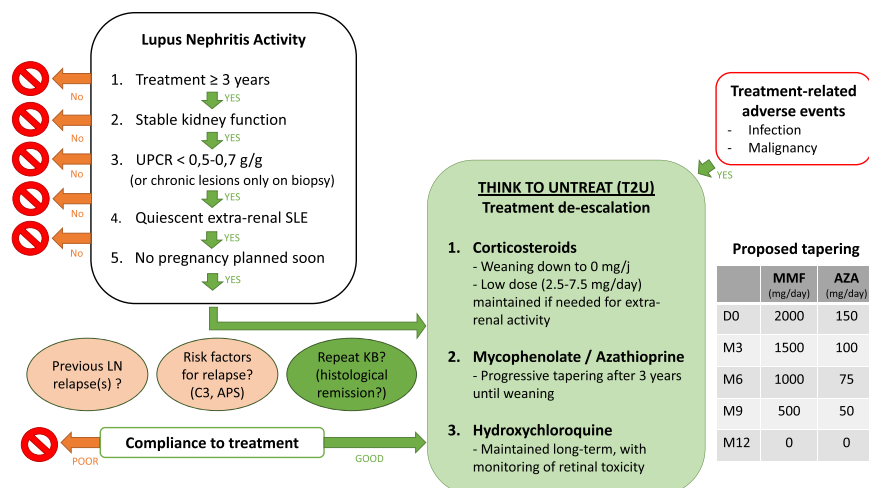 Lupus Nephritis Activity
1. Treatment ≥ 3 years
No
YES
2. Stable kidney function
No
YES
3. UPCR < 0,5-0,7 g/g
(or chronic lesions only on biopsy)
No
YES
4. Quiescent extra-renal SLE
No
YES
5. No pregnancy planned soon
No
YES
Previous LN
relapse(s) ?
Risk factors
for relapse?
(C3, APS)
Repeat KB?
(histological
remission?)
Compliance to treatment
POOR
GOOD
Treatment-related
adverse events
- Infection
- Malignancy
YES
THINK TO UNTREAT (T2U)
Treatment de-escalation
1. Corticosteroids
- Weaning down to 0 mg/j
- Low dose (2.5-7.5 mg/day)
maintained if needed for extra-
renal activity
2. Mycophenolate / Azathioprine
- Progressive tapering after 3 years
until weaning
3. Hydroxychloroquine
- Maintained long-term, with
monitoring of retinal toxicity
Proposed tapering
MMF AZA
(mg/day) (mg/day)
D0 2000 150
M3 1500 100
M6 1000 75
M9 500 50
M12 0 0